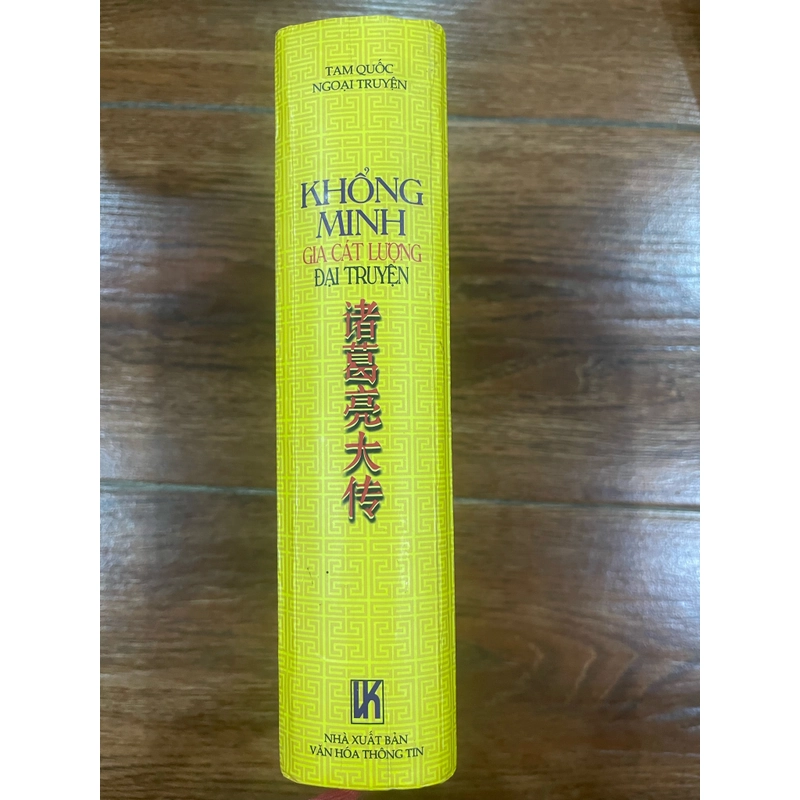 TAM QUỐC
NGOẠI TRUYỆN
KHỔNG
MINH
GIA CÁT LƯỢNG
ĐẠI TRUYỆN
诸葛亮大传
VK
NHÀ XUẤT BẢN
VĂN HÓA THÔNG TIN